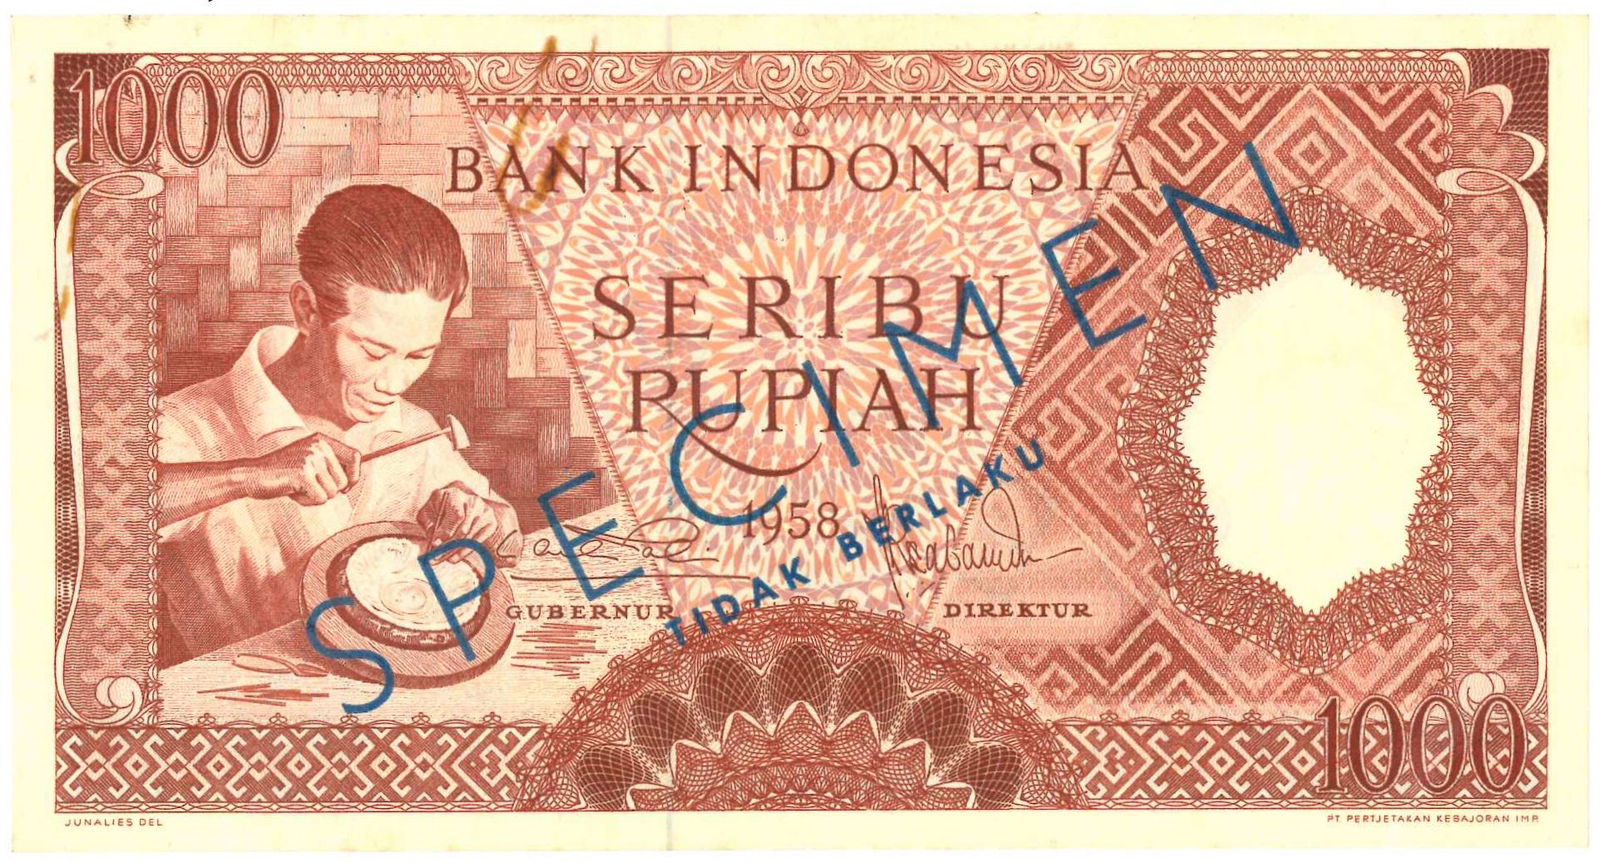 1000
BANK INDONESIA
SERIBU
RUPIAH
1958
SPECIMEN
TIDAK BERLAKU
GUBERNUR
DIREKTUR
1000
JUNALIES DEL
PT PERTJETAKAN KEBAJORAN IMP.